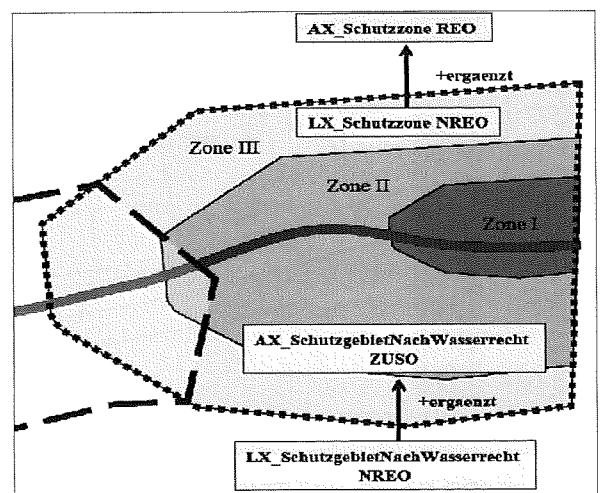 AX_Schutzzone REO
+ergaenzt
LX_Schutzzone NREO
Zone III
Zone II
Zone I
AX_SchutzgebietNachWasserrecht
ZUSO
+ergaenzt
LX_SchutzgebietNachWasserrecht
NREO